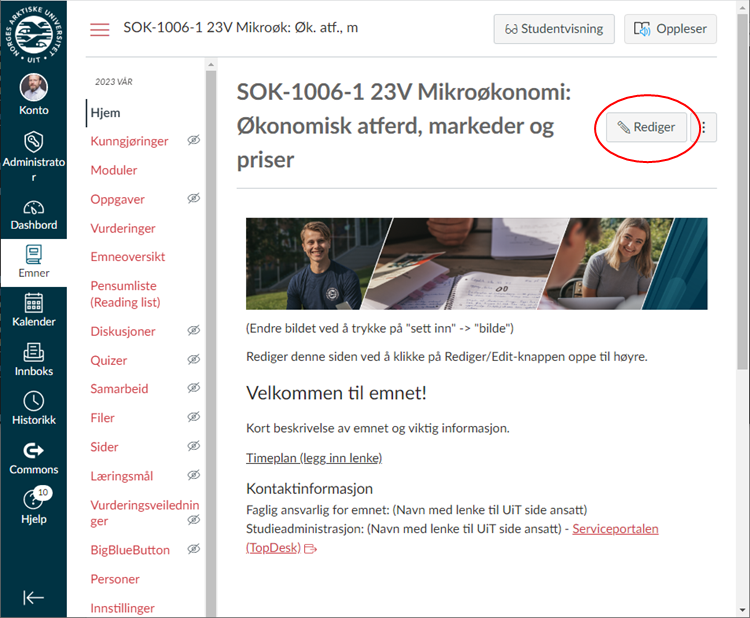 NORGES ARKTISKE UNIVERSITET
UIT
Konto
Administrato
r
Dashbord
Emner
Kalender
Innboks
Historikk
Commons
10
Hjelp
SOK-1006-1 23V Mikroøk: Øk. atf., m
Studentvisning
Oppleser
2023 VÅR
Hjem
Kunngjøringer
Moduler
Oppgaver
Vurderinger
Emneoversikt
Pensumliste
(Reading list)
Diskusjoner
Quizer
Samarbeid
Filer
Sider
Læringsmål
Vurderingsveilednin
ger
BigBlueButton
Personer
Innstillinger
SOK-1006-1 23V Mikroøkonomi:
Økonomisk atferd, markeder og
priser
Rediger
(Endre bildet ved å trykke på "sett inn" -> "bilde")
Rediger denne siden ved å klikke på Rediger/Edit-knappen oppe til høyre.
Velkommen til emnet!
Kort beskrivelse av emnet og viktig informasjon.
Timeplan (legg inn lenke)
Kontaktinformasjon
Faglig ansvarlig for emnet: (Navn med lenke til UiT side ansatt)
Studieadministrasjon: (Navn med lenke til UiT side ansatt) - Serviceportalen
(TopDesk)